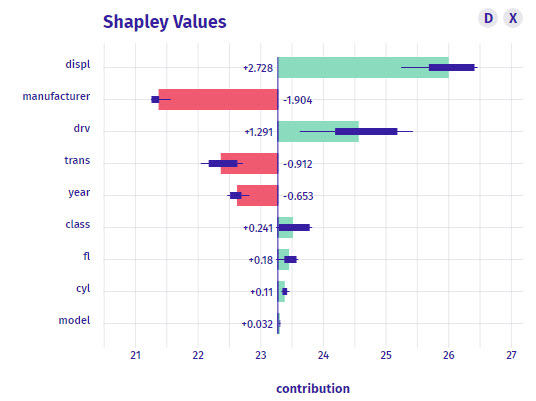 Shapley Values
D X
displ +2.728
manufacturer -1.904
drv +1.291
trans -0.912
year -0.653
class +0.241
fl +0.18
cyl +0.11
model +0.032
21 22 23 24 25 26 27
contribution